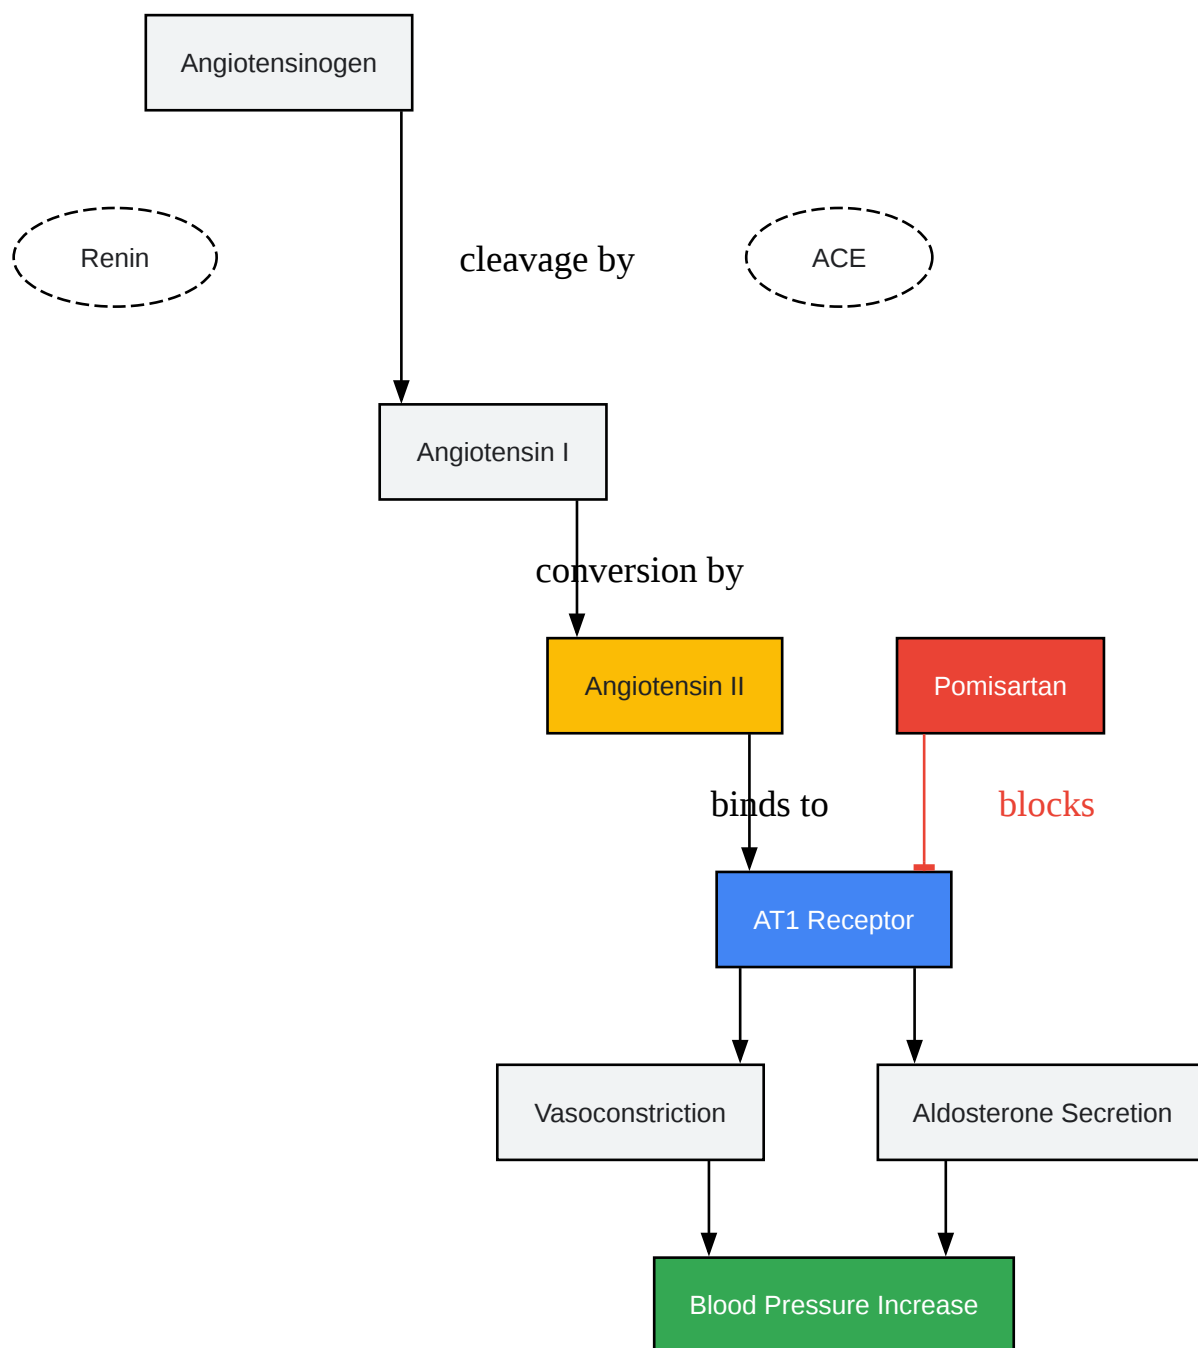 Angiotensinogen
Renin
cleavage by
ACE
Angiotensin I
conversion by
Angiotensin II
Pomisartan
binds to
blocks
AT1 Receptor
Vasoconstriction
Aldosterone Secretion
Blood Pressure Increase